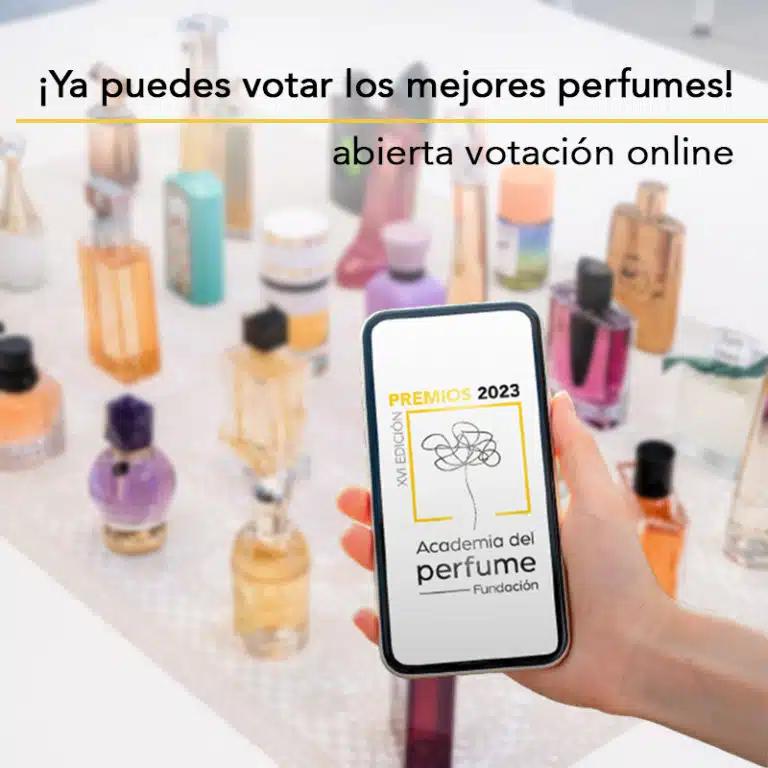 ¡Ya puedes votar los mejores perfumes!
abierta votación online
PREMIOS 2023
XVI EDICIÓN
Academia del
perfume
Fundación